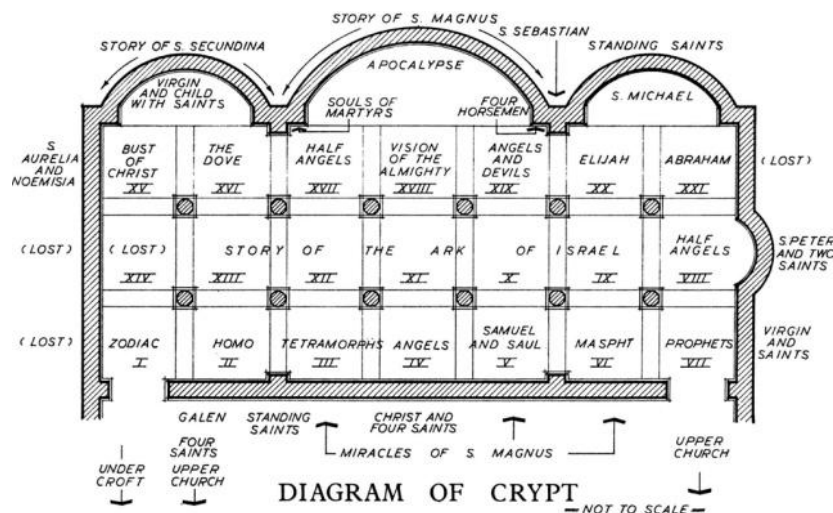 STORY OF S. MAGNUS
STORY OF S. SECUNDINA
S. SEBASTIAN
STANDING SAINTS
APOCALYPSE
VIRGIN
AND CHILD
WITH SAINTS
S. MICHAEL
SOULS OF
MARTYRS
FOUR
HORSEMEN
S.
AURELIA
AND
NOEMISIA
BUST
OF
CHRIST
XV
THE
DOVE
XVI
HALF
ANGELS
XVII
VISION
OF THE
ALMIGHTY
XVIII
ANGELS
AND
DEVILS
XIX
ELIJAH
XX
ABRAHAM
XXI
(LOST)
(LOST)
(LOST)
STORY OF THE ARK OF ISRAEL
HALF
ANGELS
XIV
XIII
XII
XI
X
IX
VIII
S. PETER
AND TWO
SAINTS
(LOST)
ZODIAC
I
HOMO
II
TETRAMORPHS
III
ANGELS
IV
SAMUEL
AND SAUL
V
MASPHT
VI
PROPHETS
VII
VIRGIN
AND
SAINTS
GALEN
FOUR
SAINTS
STANDING
SAINTS
CHRIST AND
FOUR SAINTS
MIRACLES OF S. MAGNUS
UNDER
CROFT
UPPER
CHURCH
UPPER
CHURCH
DIAGRAM OF CRYPT
— NOT TO SCALE —